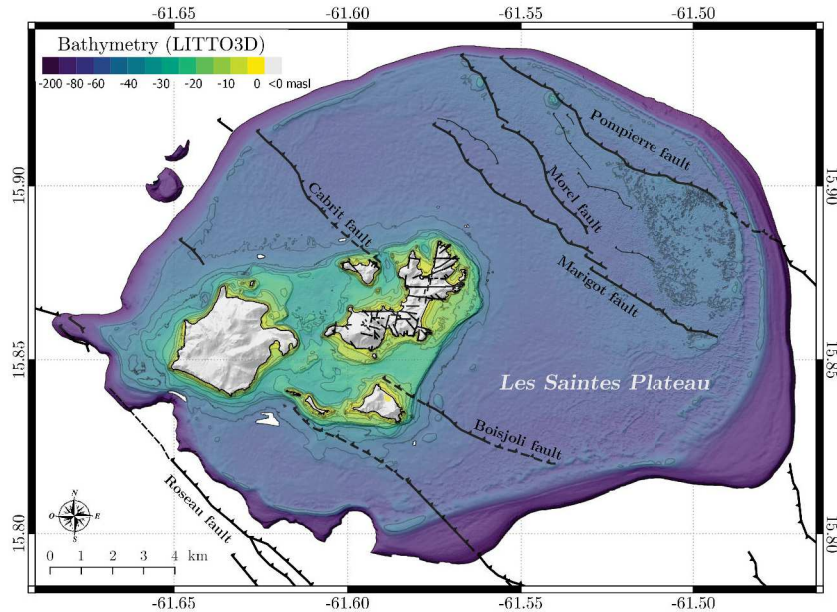 -61.65 -61.60 -61.55 -61.50
Bathymetry (LITTO3D)
-200 -80 -60 -40 -30 -20 -10 0 <0 masl
15.90 15.90
15.85 15.85
15.80 15.80
Pompierre fault
Morel fault
Cabrit fault
Marigot fault
Les Saintes Plateau
Boisjoli fault
Roseau fault
N
O E
S
0 1 2 3 4 km
-61.65 -61.60 -61.55 -61.50